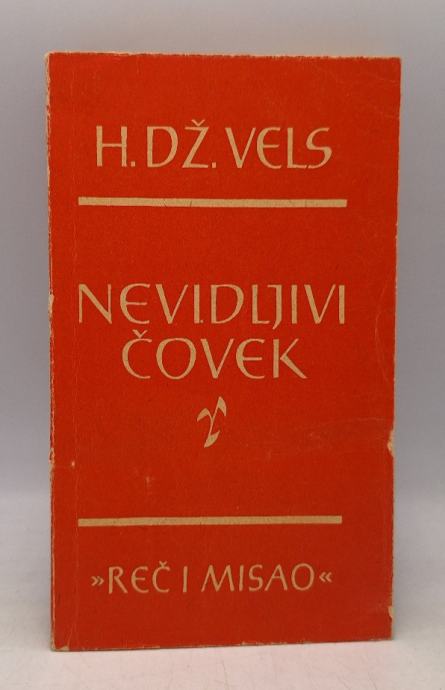 H. DŽ. VELS
NEVIDLJIVI
ČOVEK
»REČ I MISAO«